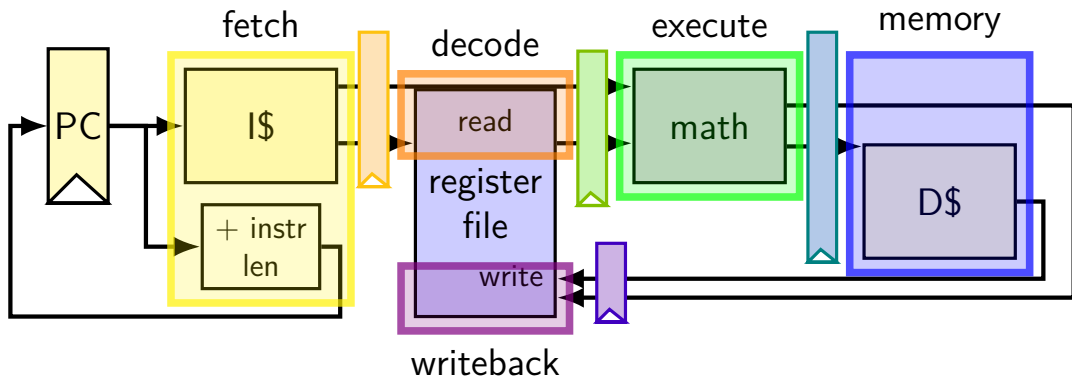 fetch
decode
execute
memory
PC
I$
read
math
register
file
D$
+ instr
len
write
writeback